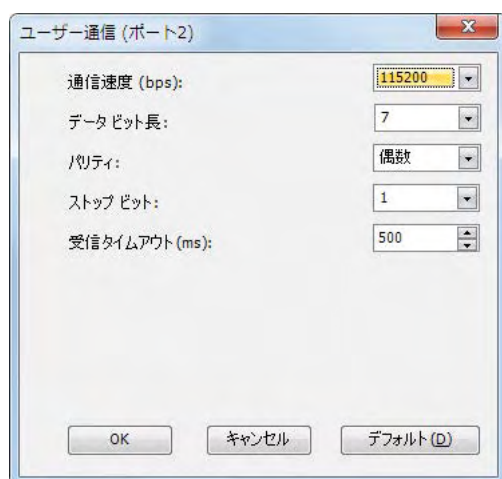 ユーザー通信 (ポート2)
通信速度 (bps): 115200
データ ビット長: 7
パリティ: 偶数
ストップ ビット: 1
受信タイムアウト(ms): 500
OK キャンセル デフォルト(D)